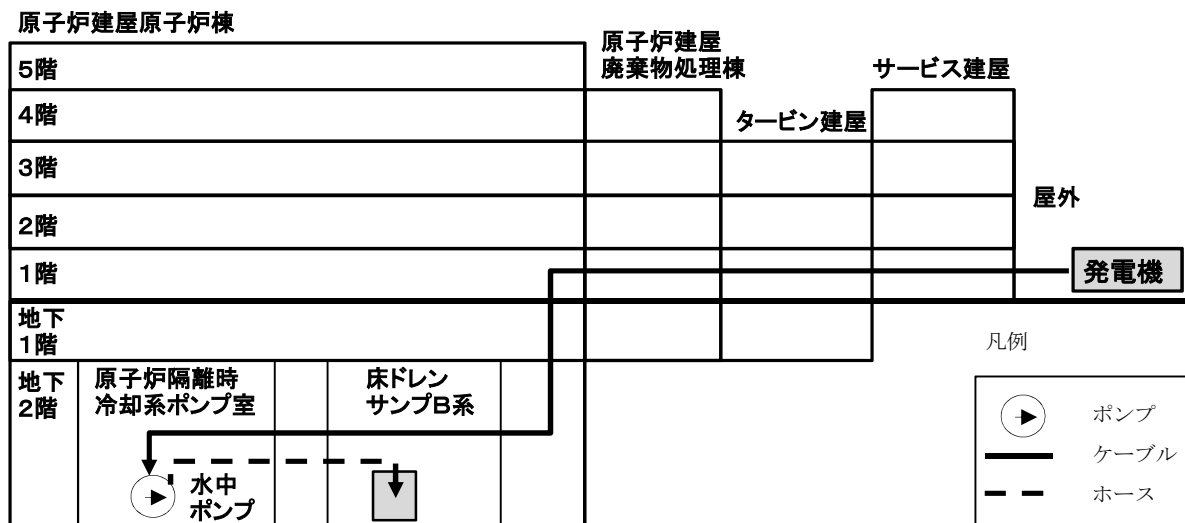 原子炉建屋原子炉棟
原子炉建屋
廃棄物処理棟
サービス建屋
タービン建屋
5階
4階
3階
2階
1階
屋外
発電機
地下
1階
地下
2階
原子炉隔離時
冷却系ポンプ室
床ドレン
サンプB系
水中
ポンプ
凡例
ポンプ
ケーブル
ホース